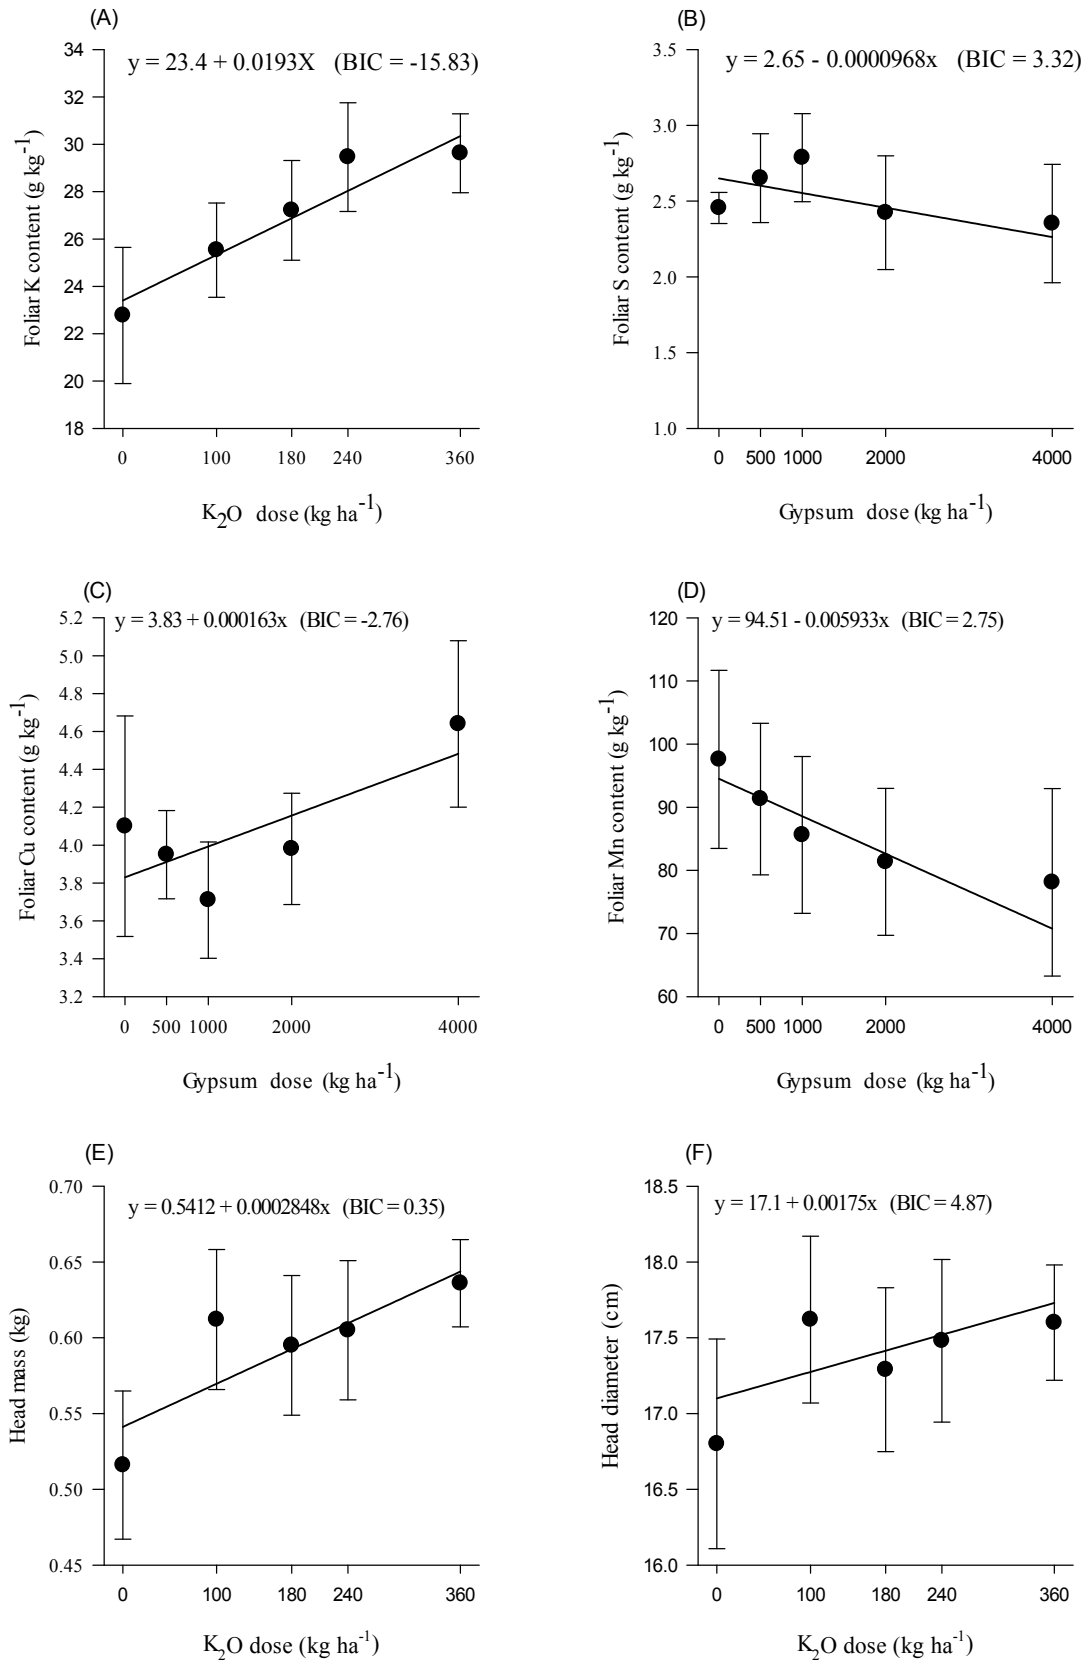 (A)
y = 23.4 + 0.0193X (BIC = -15.83)
34
32
30
28
26
24
22
20
18
Foliar K content (g kg-1)
0 100 180 240 360
K2O dose (kg ha-1)
(B)
y = 2.65 - 0.0000968x (BIC = 3.32)
3.5
3.0
2.5
2.0
1.5
1.0
Foliar S content (g kg-1)
0 500 1000 2000 4000
Gypsum dose (kg ha-1)
(C)
y = 3.83 + 0.000163x (BIC = -2.76)
5.2
5.0
4.8
4.6
4.4
4.2
4.0
3.8
3.6
3.4
3.2
Foliar Cu content (g kg-1)
0 500 1000 2000 4000
Gypsum dose (kg ha-1)
(D)
y = 94.51 - 0.005933x (BIC = 2.75)
120
110
100
90
80
70
60
Foliar Mn content (g kg-1)
0 500 1000 2000 4000
Gypsum dose (kg ha-1)
(E)
y = 0.5412 + 0.0002848x (BIC = 0.35)
0.70
0.65
0.60
0.55
0.50
0.45
Head mass (kg)
0 100 180 240 360
K2O dose (kg ha-1)
(F)
y = 17.1 + 0.00175x (BIC = 4.87)
18.5
18.0
17.5
17.0
16.5
16.0
Head diameter (cm)
0 100 180 240 360
K2O dose (kg ha-1)